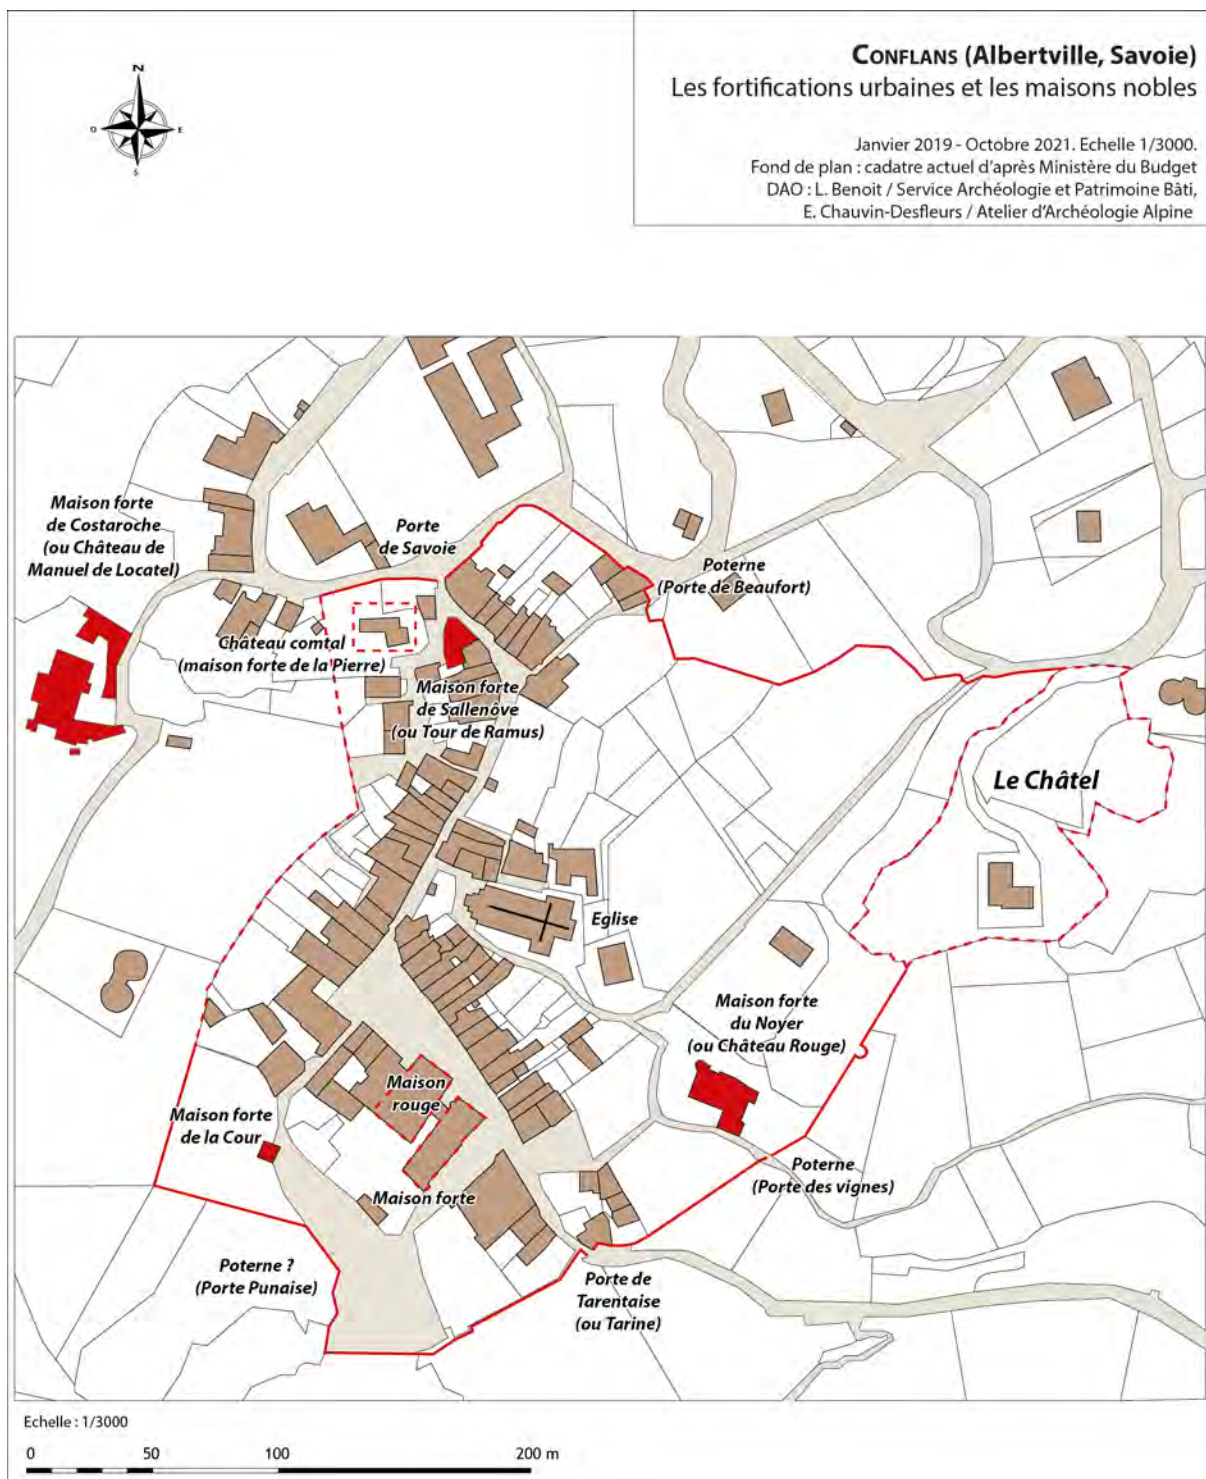 CONFLANS (Albertville, Savoie)
Les fortifications urbaines et les maisons nobles
Janvier 2019 - Octobre 2021. Echelle 1/3000.
Fond de plan : cadatre actuel d'après Ministère du Budget
DAO : L. Benoit / Service Archéologie et Patrimoine Bâti,
E. Chauvin-Desfleurs / Atelier d'Archéologie Alpine
N
O
E
S
Maison forte
de Costaroche
(ou Château de
Manuel de Locatel)
Porte
de Savoie
Poterne
(Porte de Beaufort)
Château comtal
(maison forte de la Pierre)
Maison forte
de Sallenôve
(ou Tour de Ramus)
Le Châtel
Eglise
Maison forte
du Noyer
(ou Château Rouge)
Maison
rouge
Maison forte
de la Cour
Maison forte
Poterne
(Porte des vignes)
Poterne ?
(Porte Punaise)
Porte de
Tarentaise
(ou Tarine)
Echelle : 1/3000
0 50 100 200 m